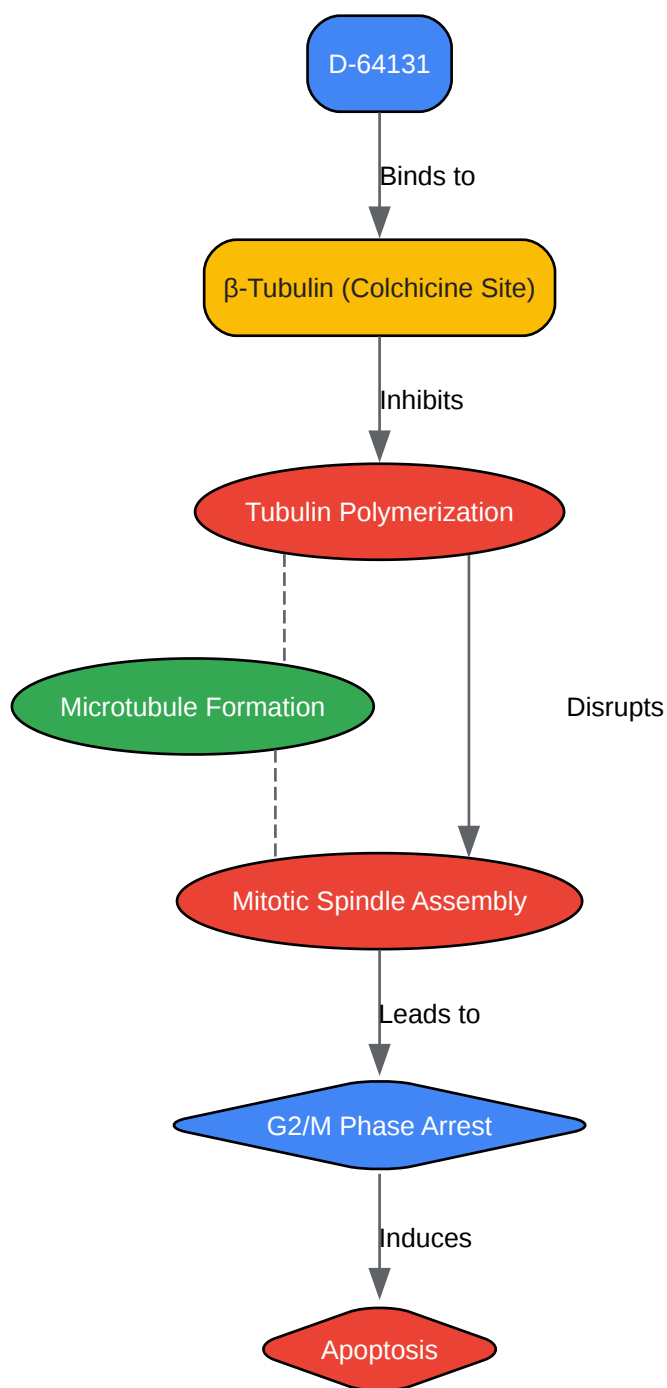 D-64131
Binds to
β-Tubulin (Colchicine Site)
Inhibits
Tubulin Polymerization
Microtubule Formation
Disrupts
Mitotic Spindle Assembly
Leads to
G2/M Phase Arrest
Induces
Apoptosis